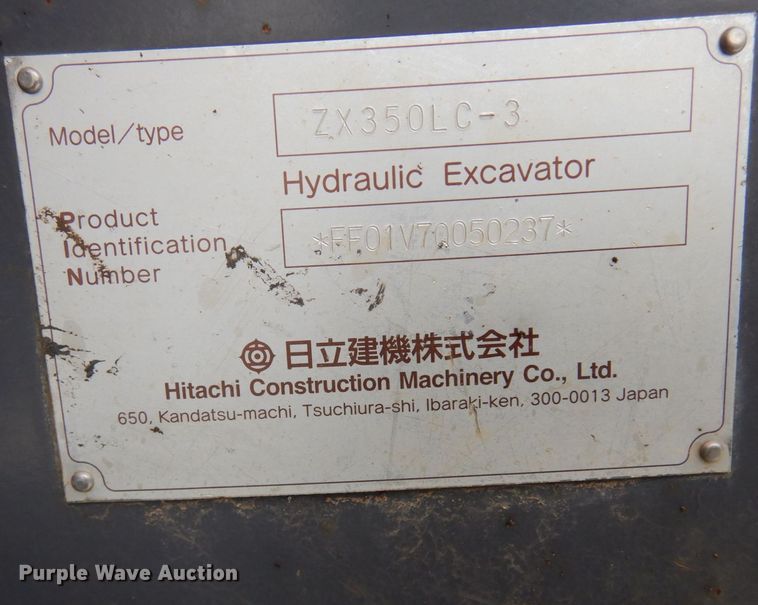 Model/type ZX350LC-3
Hydraulic Excavator
Product
Identification
Number
*FF01V70050237*
日立建機株式会社
Hitachi Construction Machinery Co., Ltd.
650, Kandatsu-machi, Tsuchiura-shi, Ibaraki-ken, 300-0013 Japan
Purple Wave Auction